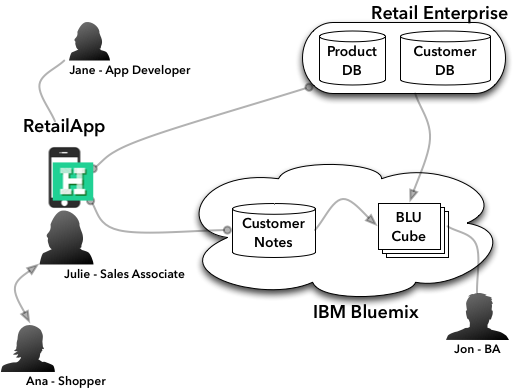 Retail Enterprise
Product
DB
Customer
DB
Jane - App Developer
RetailApp
H
Customer
Notes
BLU
Cube
Julie - Sales Associate
IBM Bluemix
Jon - BA
Ana - Shopper